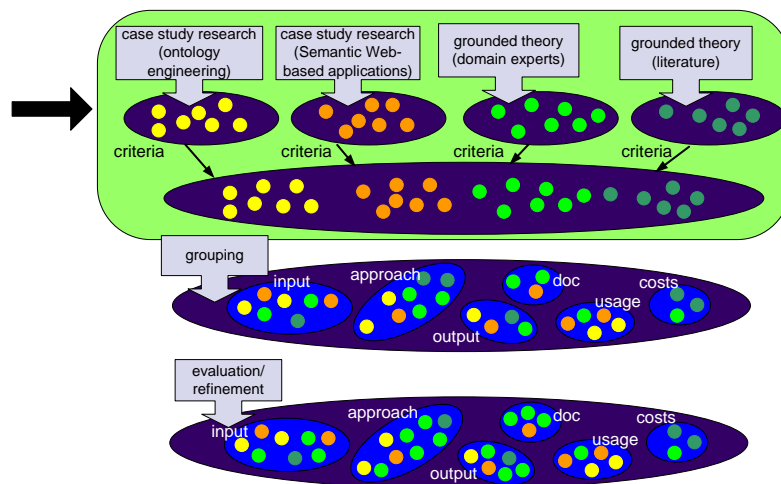 case study research
(ontology
engineering)
case study research
(Semantic Web-
based applications)
grounded theory
(domain experts)
grounded theory
(literature)
criteria
criteria
criteria
criteria
grouping
input
approach
doc
output
usage
costs
evaluation/
refinement
input
approach
doc
output
usage
costs